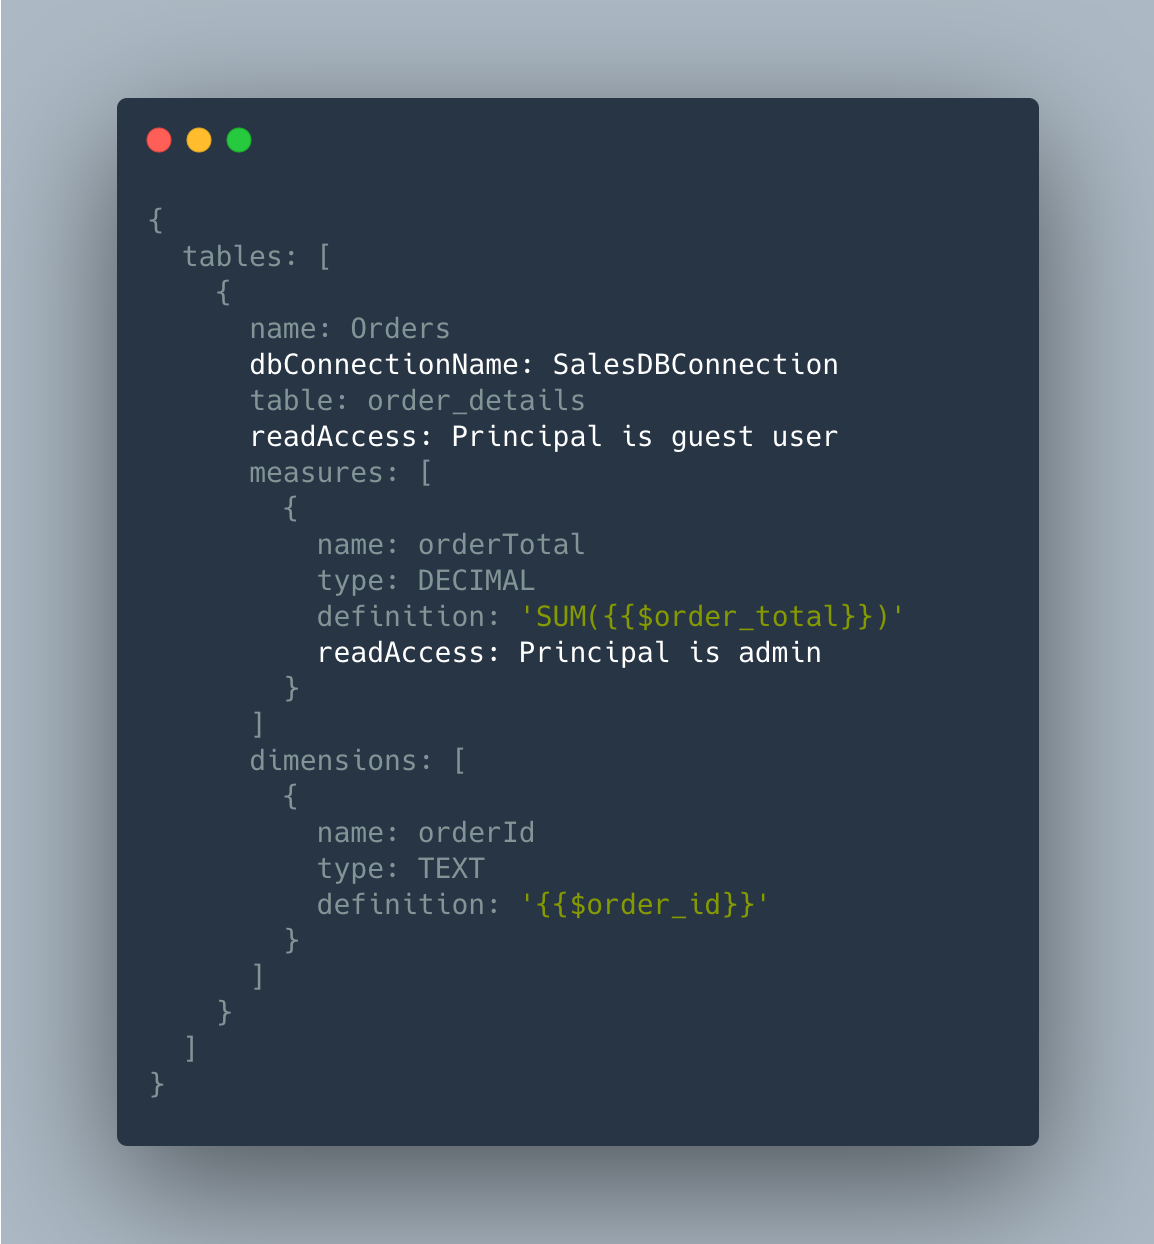 {
  tables: [
    {
      name: Orders
      dbConnectionName: SalesDBConnection
      table: order_details
      readAccess: Principal is guest user
      measures: [
        {
          name: orderTotal
          type: DECIMAL
          definition: 'SUM({{$order_total}})'
          readAccess: Principal is admin
        }
      ]
      dimensions: [
        {
          name: orderId
          type: TEXT
          definition: '{{$order_id}}'
        }
      ]
    }
  ]
}